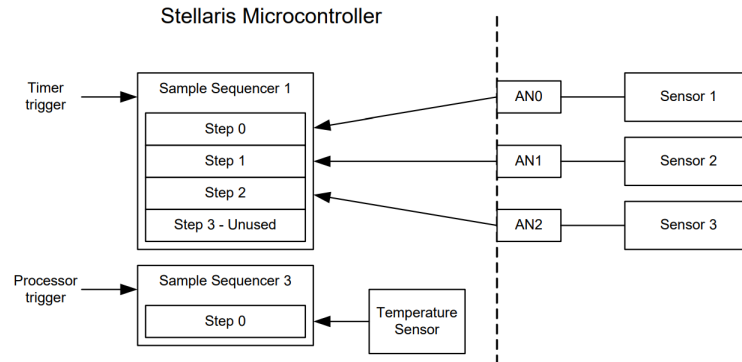 Stellaris Microcontroller
Timer
trigger
Sample Sequencer 1
Step 0
Step 1
Step 2
Step 3 - Unused
AN0
Sensor 1
AN1
Sensor 2
AN2
Sensor 3
Processor
trigger
Sample Sequencer 3
Step 0
Temperature
Sensor